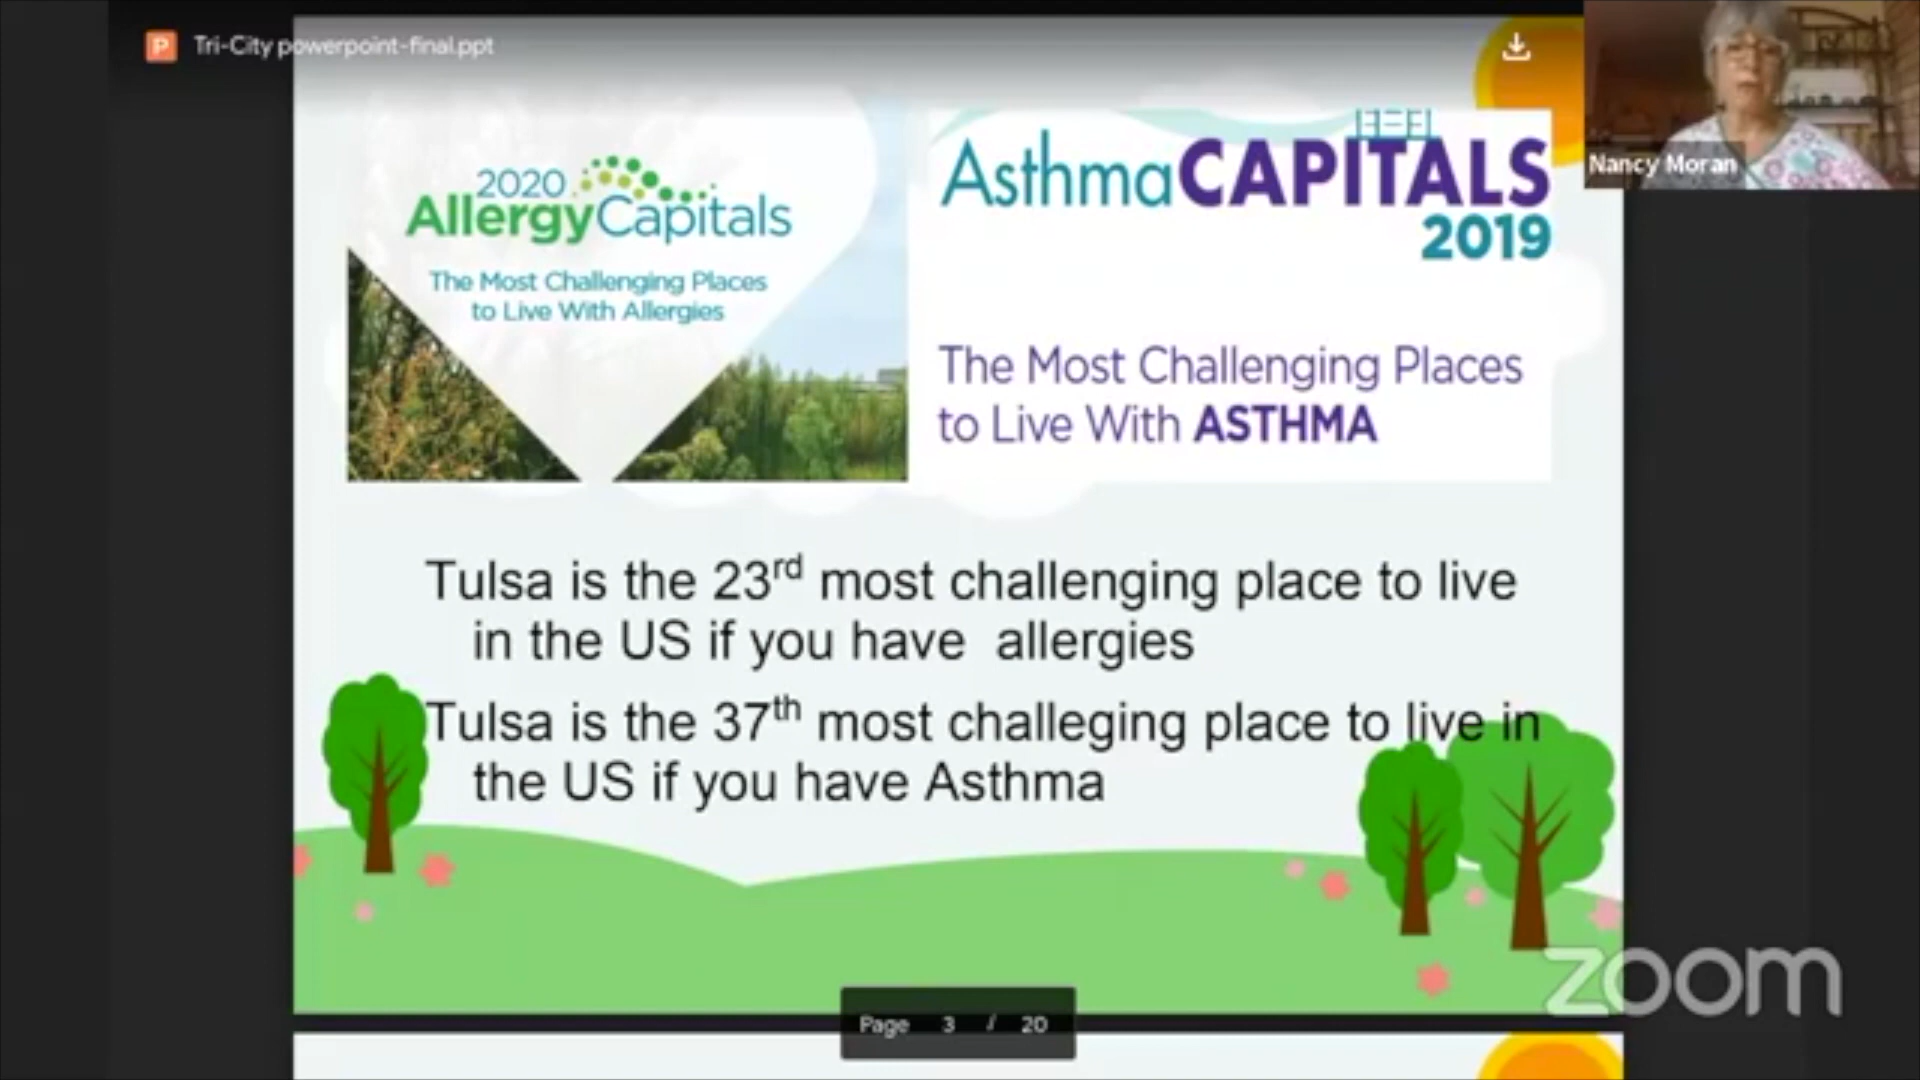 Tri-City powerpoint-final.ppt
Nancy Moran
2020
AllergyCapitals
The Most Challenging Places
to Live With Allergies
AsthmaCAPITALS
2019
The Most Challenging Places
to Live With ASTHMA
Tulsa is the 23rd most challenging place to live
in the US if you have allergies
Tulsa is the 37th most challeging place to live in
the US if you have Asthma
Page 3 / 20
zoom